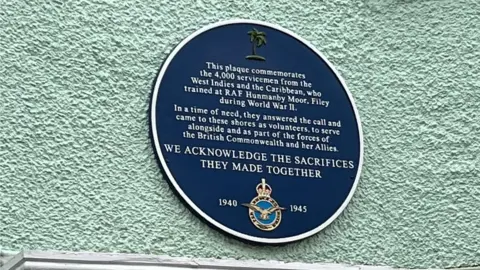 This plaque commemorates
the 4,000 servicemen from the
West Indies and the Caribbean, who
trained at RAF Hunmanby Moor, Filey
during World War II.
In a time of need, they answered the call and
came to these shores as volunteers, to serve
alongside and as part of the forces of
the British Commonwealth and her Allies.
WE ACKNOWLEDGE THE SACRIFICES
THEY MADE TOGETHER
1940 1945